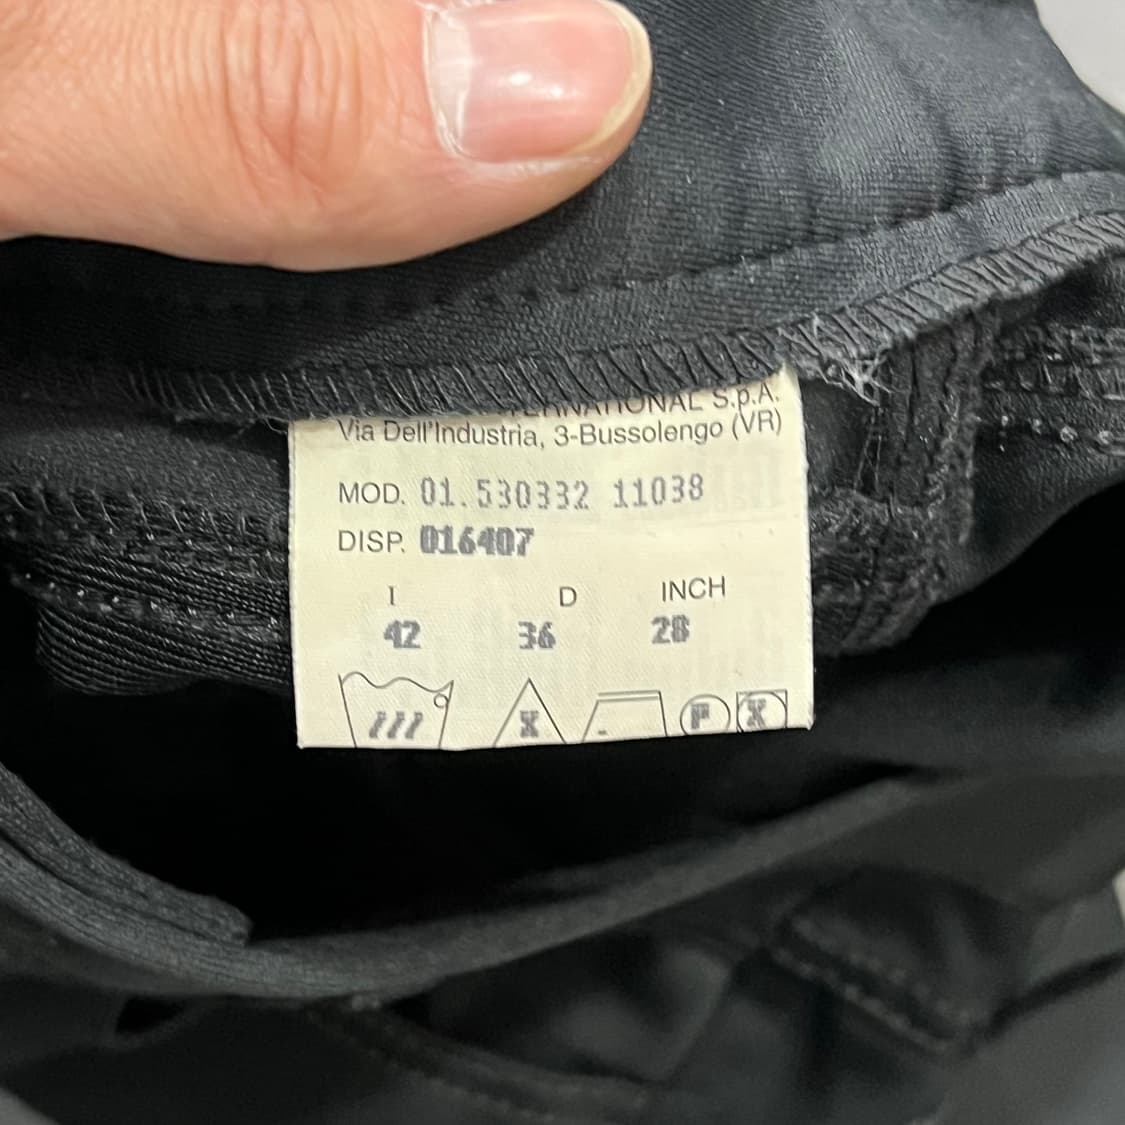 S.p.A.
Via Dell'Industria, 3-Bussolengo (VR)
MOD. 01.530332 11038
DISP. 016407
I D INCH
42 36 28
X P X